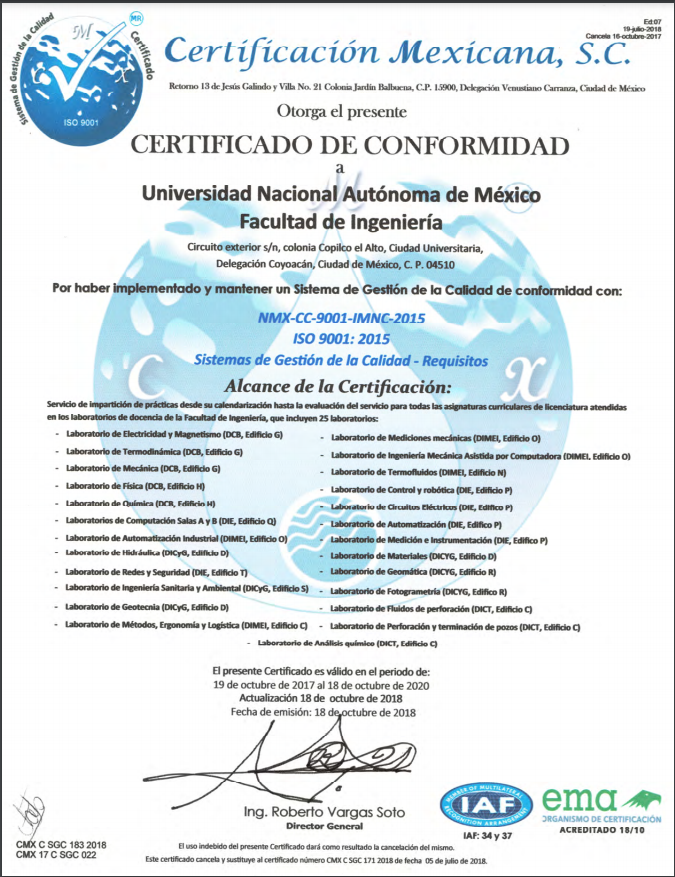 Ed:07
19-julio-2018
Cancela 16-octubre-2017
Sistema de Gestión de la Calidad
Certificado
MR
M
C
X
ISO 9001
Certificación Mexicana, S.C.
Retorno 13 de Jesús Galindo y Villa No. 21 Colonia Jardín Balbuena, C.P. 15900, Delegación Venustiano Carranza, Ciudad de México
Otorga el presente
CERTIFICADO DE CONFORMIDAD
a
Universidad Nacional Autónoma de México
Facultad de Ingeniería
Circuito exterior s/n, colonia Copilco el Alto, Ciudad Universitaria,
Delegación Coyoacán, Ciudad de México, C. P. 04510
Por haber implementado y mantener un Sistema de Gestión de la Calidad de conformidad con:
NMX-CC-9001-IMNC-2015
ISO 9001: 2015
Sistemas de Gestión de la Calidad - Requisitos
Alcance de la Certificación:
Servicio de impartición de prácticas desde su calendarización hasta la evaluación del servicio para todas las asignaturas curriculares de licenciatura atendidas
en los laboratorios de docencia de la Facultad de Ingeniería, que incluyen 25 laboratorios:
- Laboratorio de Electricidad y Magnetismo (DCB, Edificio G)
- Laboratorio de Termodinámica (DCB, Edificio G)
- Laboratorio de Mecánica (DCB, Edificio G)
- Laboratorio de Física (DCB, Edificio H)
- Laboratorio de Química (DCB, Edificio H)
- Laboratorios de Computación Salas A y B (DIE, Edificio Q)
- Laboratorio de Automatización Industrial (DIMEI, Edificio O)
- Laboratorio de Hidráulica (DICyG, Edificio D)
- Laboratorio de Redes y Seguridad (DIE, Edificio T)
- Laboratorio de Ingeniería Sanitaria y Ambiental (DICyG, Edificio S)
- Laboratorio de Geotecnia (DICyG, Edificio D)
- Laboratorio de Métodos, Ergonomía y Logística (DIMEI, Edificio C)
- Laboratorio de Mediciones mecánicas (DIMEI, Edificio O)
- Laboratorio de Ingeniería Mecánica Asistida por Computadora (DIMEI, Edificio O)
- Laboratorio de Termofluidos (DIMEI, Edificio N)
- Laboratorio de Control y robótica (DIE, Edificio P)
- Laboratorio de Circuitos Eléctricos (DIE, Edificio P)
- Laboratorio de Automatización (DIE, Edifico P)
- Laboratorio de Medición e Instrumentación (DIE, Edifico P)
- Laboratorio de Materiales (DICYG, Edificio D)
- Laboratorio de Geomática (DICYG, Edificio R)
- Laboratorio de Fotogrametría (DICYG, Edifico R)
- Laboratorio de Fluidos de perforación (DICT, Edificio C)
- Laboratorio de Perforación y terminación de pozos (DICT, Edificio C)
- Laboratorio de Análisis químico (DICT, Edificio C)
El presente Certificado es válido en el periodo de:
19 de octubre de 2017 al 18 de octubre de 2020
Actualización 18 de octubre de 2018
Fecha de emisión: 18 de octubre de 2018
Ing. Roberto Vargas Soto
Director General
MEMBER OF MULTILATERAL
IAF
RECOGNITION ARRANGEMENT
IAF: 34 y 37
ema
ORGANISMO DE CERTIFICACIÓN
ACREDITADO 18/10
CMX C SGC 183 2018
CMX 17 C SGC 022
El uso indebido del presente Certificado dará como resultado la cancelación del mismo.
Este certificado cancela y sustituye al certificado número CMX C SGC 171 2018 de fecha 05 de julio de 2018.